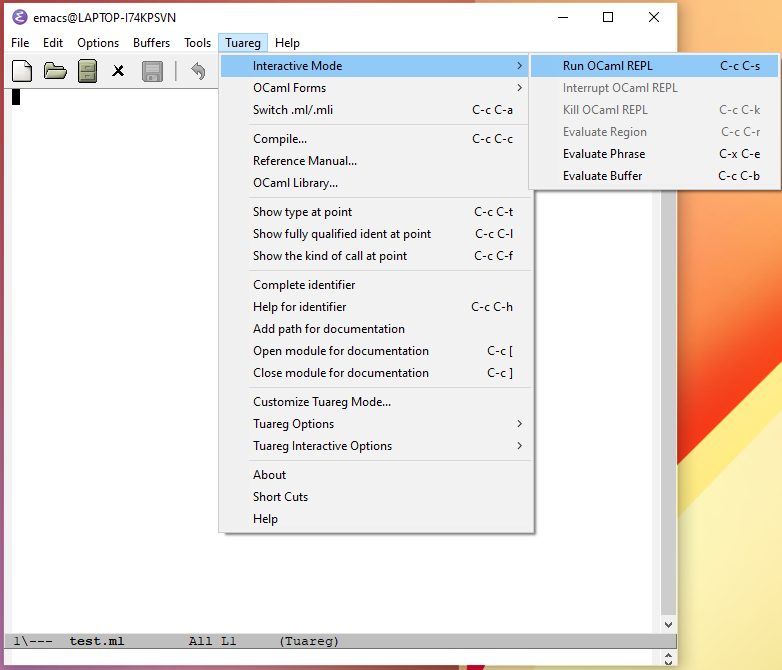 emacs@LAPTOP-I74KPSVN
File Edit Options Buffers Tools Tuareg Help
Interactive Mode
OCaml Forms
Switch .ml/.mli C-c C-a
Compile... C-c C-c
Reference Manual...
OCaml Library...
Show type at point C-c C-t
Show fully qualified ident at point C-c C-l
Show the kind of call at point C-c C-f
Complete identifier
Help for identifier C-c C-h
Add path for documentation
Open module for documentation C-c [
Close module for documentation C-c ]
Customize Tuareg Mode...
Tuareg Options
Tuareg Interactive Options
About
Short Cuts
Help
Run OCaml REPL C-c C-s
Interrupt OCaml REPL
Kill OCaml REPL C-c C-k
Evaluate Region C-c C-r
Evaluate Phrase C-x C-e
Evaluate Buffer C-c C-b
1\--- test.ml All L1 (Tuareg)